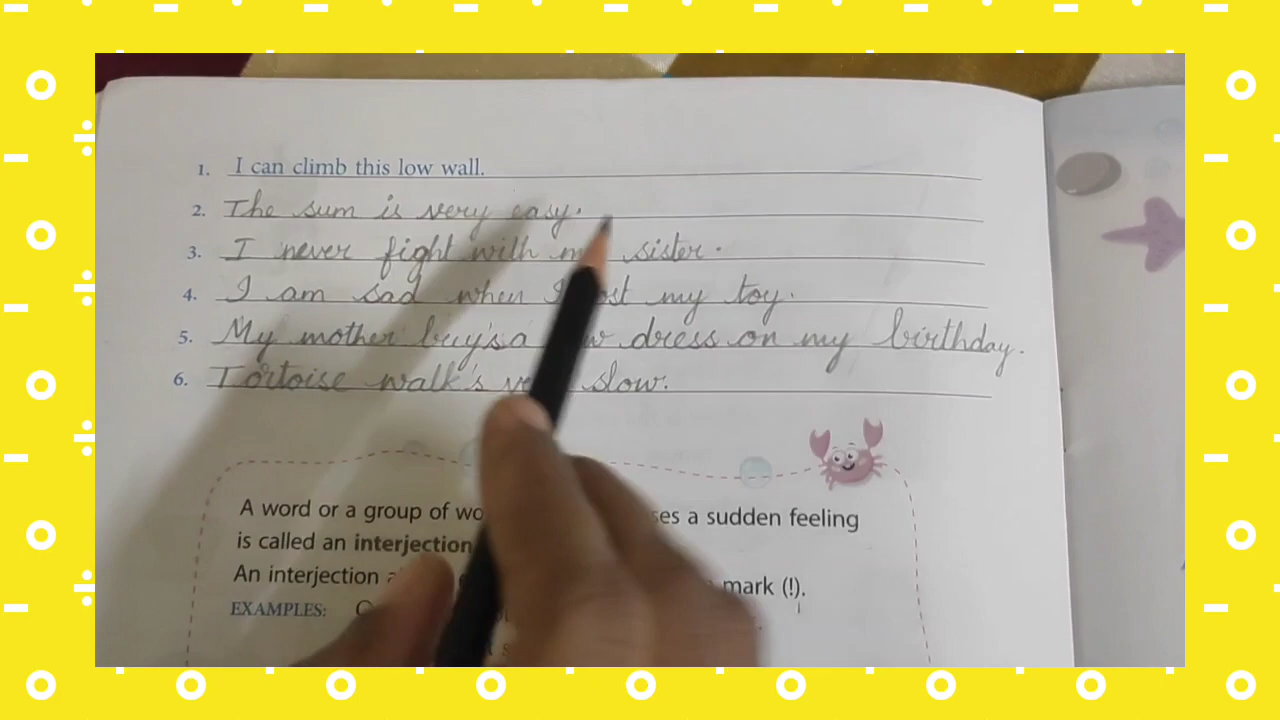 1. I can climb this low wall.
2. The sum is very easy.
3. I never fight with sister.
4. I am sad when I my toy.
5. My mother buy's a dress on my birthday.
6. Tortoise walk's slow.
A word or a group of a sudden feeling
is called an interjection
An interjection mark (!).
EXAMPLES: